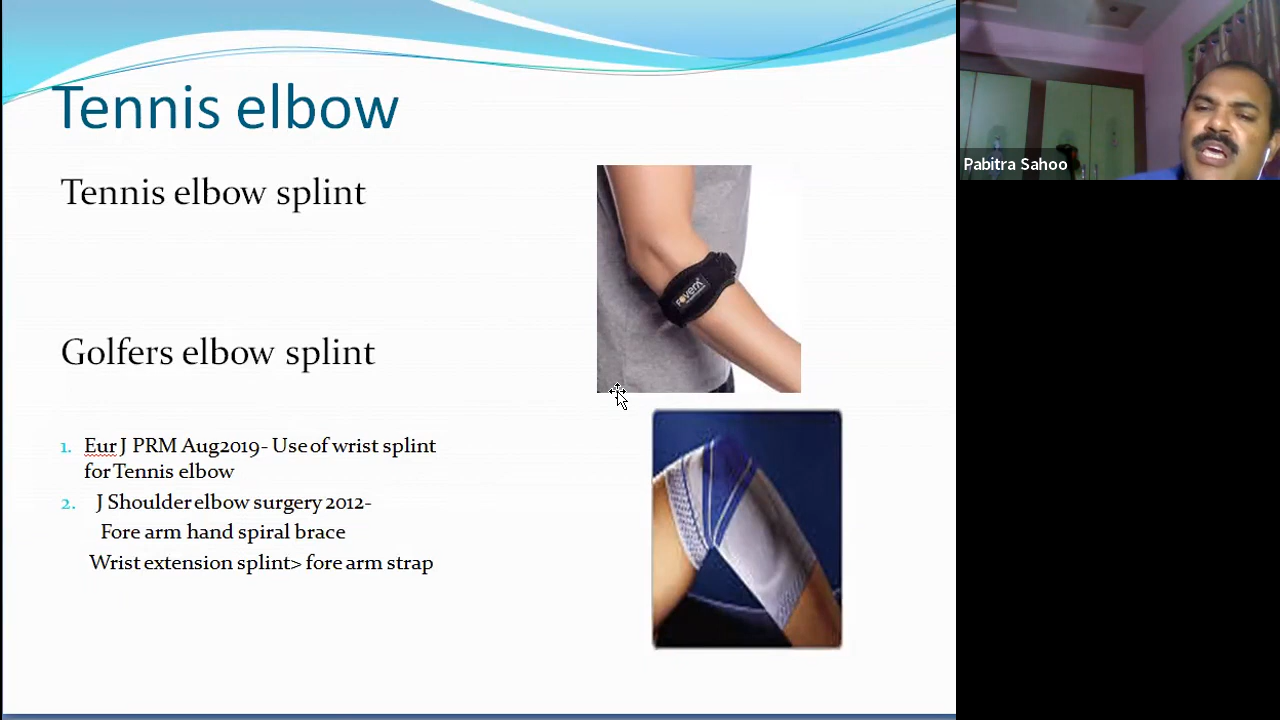 Tennis elbow
Tennis elbow splint
Golfers elbow splint
1. Eur J PRM Aug2019- Use of wrist splint
for Tennis elbow
2. J Shoulder elbow surgery 2012-
Fore arm hand spiral brace
Wrist extension splint> fore arm strap
Pabitra Sahoo